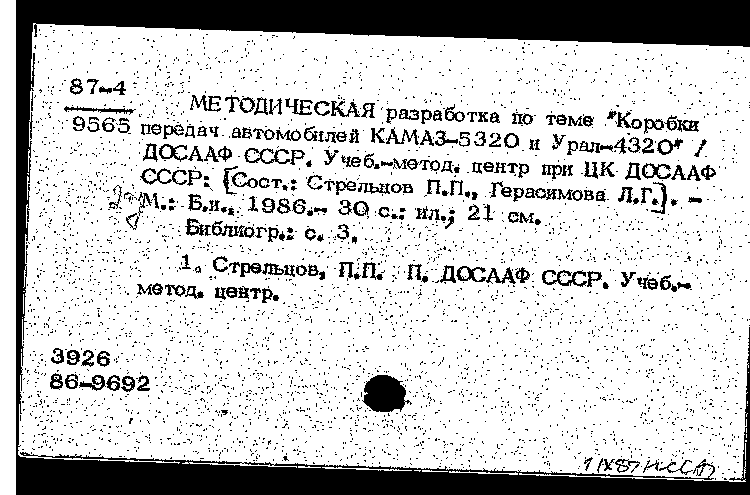 87-4
9565
МЕТОДИЧЕСКАЯ разработка по теме "Коробки
передач автомобилей КАМАЗ-5320 и Урал-4320" /
ДОСААФ СССР. Учеб.-метод. центр при ЦК ДОСААФ
СССР: [Сост.: Стрельцов П.П., Герасимова Л.Г.]. -
М.: Б.и., 1986.- 30 с.: ил.; 21 см.
Библиогр.: с. 3.
1. Стрельцов, П.П. П. ДОСААФ СССР. Учеб.-
метод. центр.
3926
86-9692